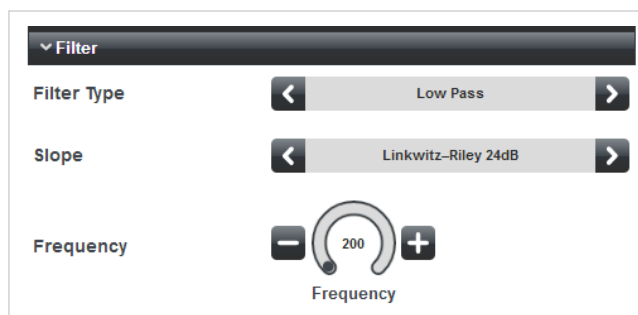 Filter
Filter Type
Low Pass
Slope
Linkwitz–Riley 24dB
Frequency
200
Frequency